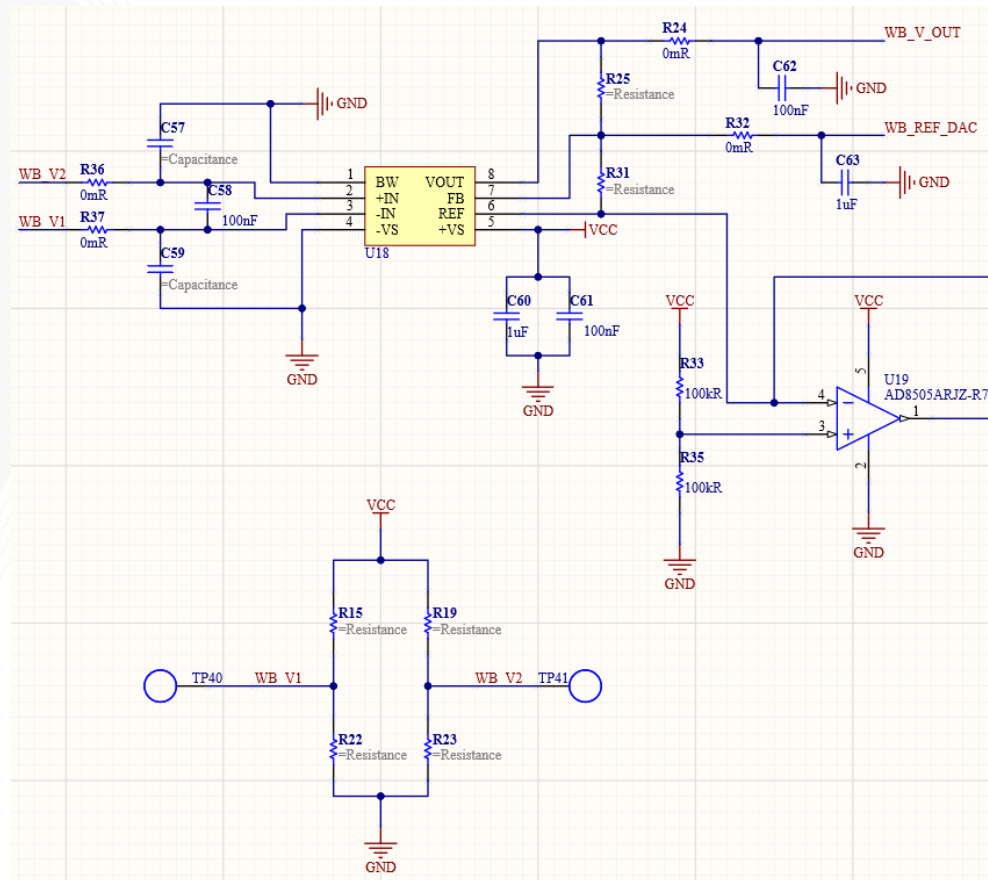 R24
0mR
WB_V_OUT
C62
100nF
GND
R25
=Resistance
GND
C57
=Capacitance
R32
0mR
WB_REF_DAC
C63
1uF
GND
WB_V2
R36
0mR
C58
100nF
R31
=Resistance
1 BW VOUT 8
2 +IN FB 7
3 -IN REF 6
4 -VS +VS 5
U18
WB_V1
R37
0mR
VCC
C59
=Capacitance
C60
1uF
C61
100nF
GND
GND
VCC
VCC
R33
100kR
5
U19
AD8505ARJZ-R7
4
1
3
+
2
R35
100kR
GND
GND
VCC
R15
=Resistance
R19
=Resistance
TP40
WB_V1
WB_V2
TP41
R22
=Resistance
R23
=Resistance
GND